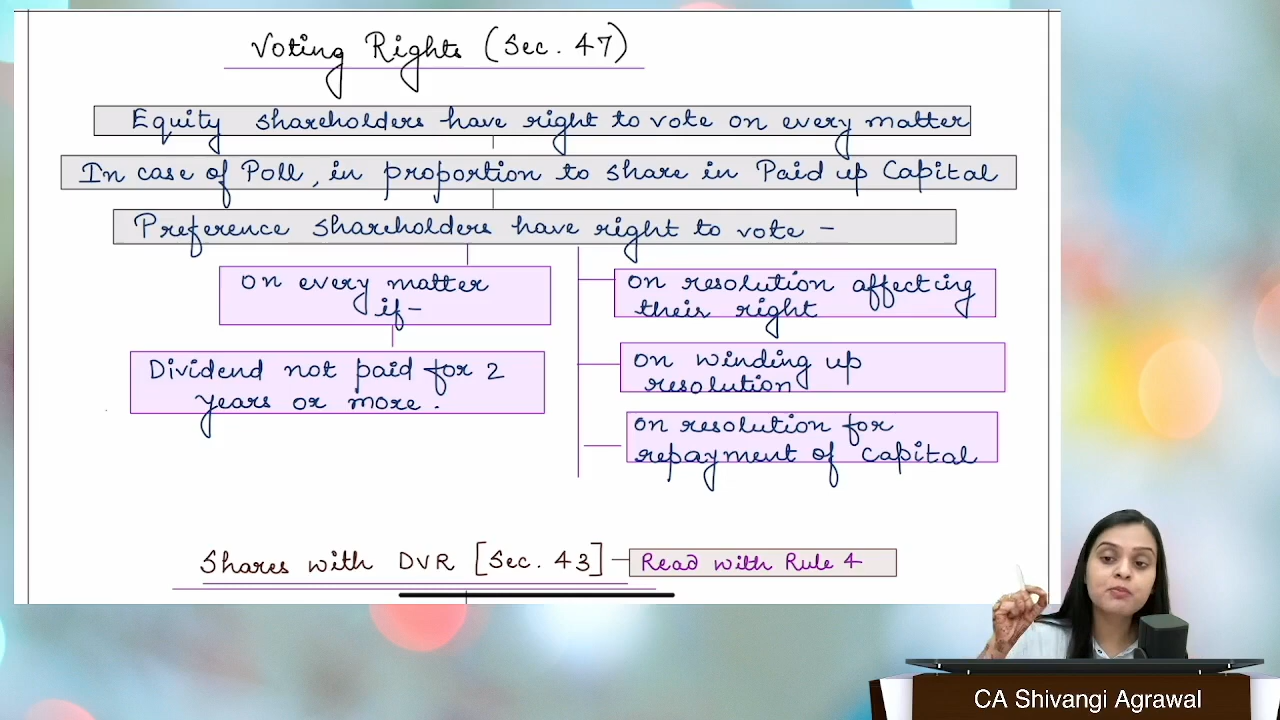 Voting Rights (Sec. 47)
Equity shareholders have right to vote on every matter
In case of Poll, in proportion to share in Paid up Capital
Preference shareholders have right to vote -
on every matter
if-
Dividend not paid for 2
years or more.
on resolution affecting
their right
on winding up
resolution
on resolution for
repayment of capital
Shares with DVR [Sec. 43]
Read with Rule 4
CA Shivangi Agrawal